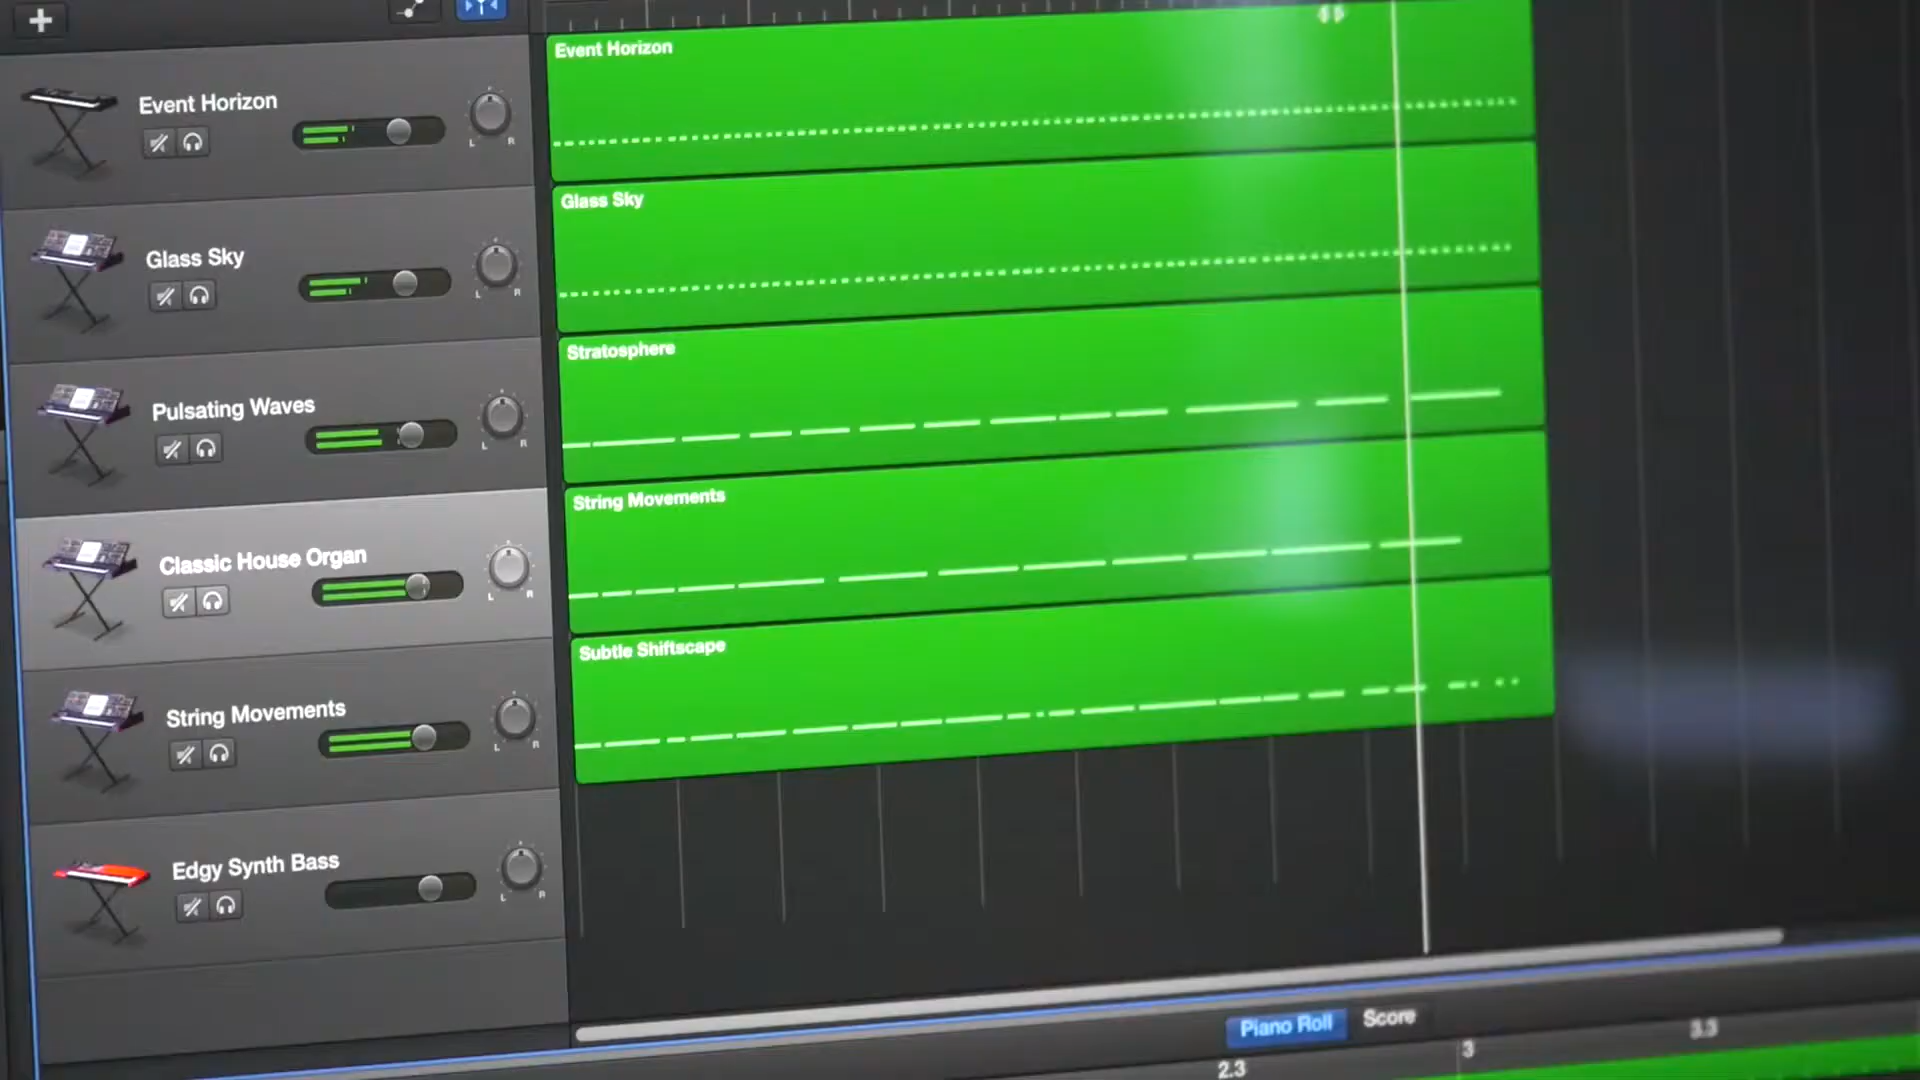 Event Horizon
L R
Event Horizon
Glass Sky
L R
Glass Sky
Pulsating Waves
L R
Stratosphere
Classic House Organ
L R
String Movements
String Movements
L R
Subtle Shiftscape
Edgy Synth Bass
L R
Piano Roll Score
2.3 3 3.3